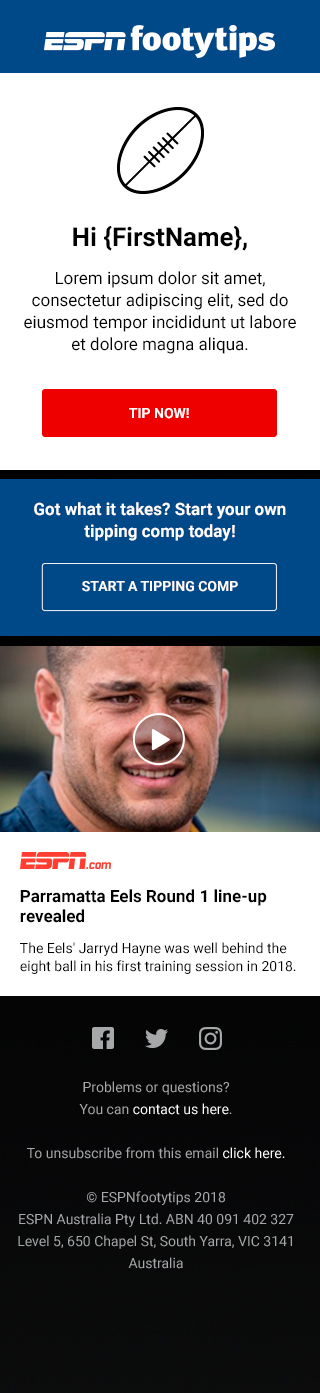 ESPN footytips
Hi {FirstName},
Lorem ipsum dolor sit amet,
consectetur adipiscing elit, sed do
eiusmod tempor incididunt ut labore
et dolore magna aliqua.
TIP NOW!
Got what it takes? Start your own
tipping comp today!
START A TIPPING COMP
ESPN.com
Parramatta Eels Round 1 line-up
revealed
The Eels' Jarryd Hayne was well behind the
eight ball in his first training session in 2018.
Problems or questions?
You can contact us here.
To unsubscribe from this email click here.
© ESPNfootytips 2018
ESPN Australia Pty Ltd. ABN 40 091 402 327
Level 5, 650 Chapel St, South Yarra, VIC 3141
Australia